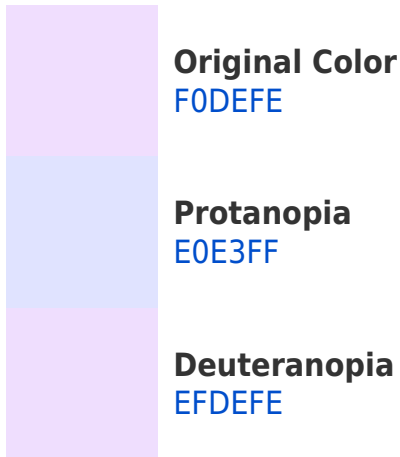 Original Color
F0DEFE
Protanopia
E0E3FF
Deuteranopia
EFDEFE